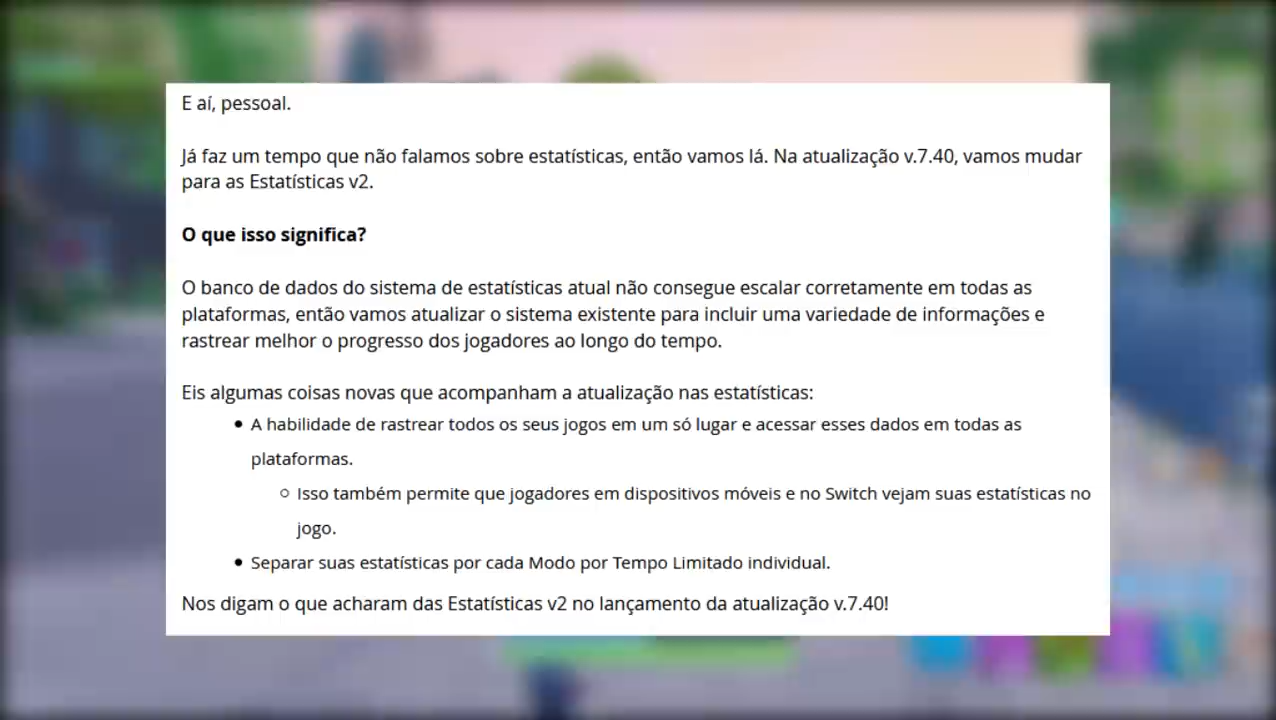 E aí, pessoal.
Já faz um tempo que não falamos sobre estatísticas, então vamos lá. Na atualização v.7.40, vamos mudar
para as Estatísticas v2.
O que isso significa?
O banco de dados do sistema de estatísticas atual não consegue escalar corretamente em todas as
plataformas, então vamos atualizar o sistema existente para incluir uma variedade de informações e
rastrear melhor o progresso dos jogadores ao longo do tempo.
Eis algumas coisas novas que acompanham a atualização nas estatísticas:
• A habilidade de rastrear todos os seus jogos em um só lugar e acessar esses dados em todas as
plataformas.
○ Isso também permite que jogadores em dispositivos móveis e no Switch vejam suas estatísticas no
jogo.
• Separar suas estatísticas por cada Modo por Tempo Limitado individual.
Nos digam o que acharam das Estatísticas v2 no lançamento da atualização v.7.40!